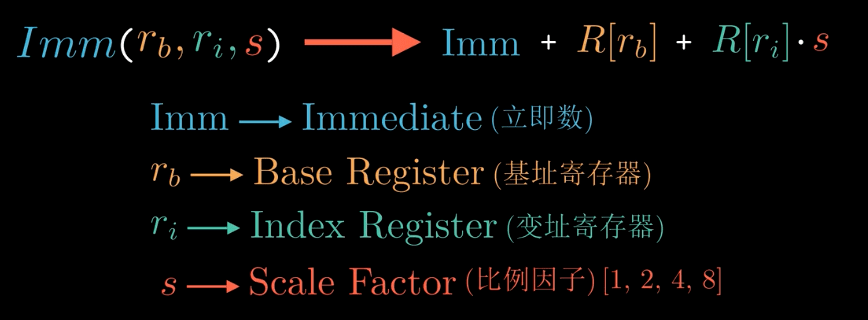 Imm(r_b, r_i, s) → Imm + R[r_b] + R[r_i]·s
Imm → Immediate (立即数)
r_b → Base Register (基址寄存器)
r_i → Index Register (变址寄存器)
s → Scale Factor (比例因子) [1, 2, 4, 8]